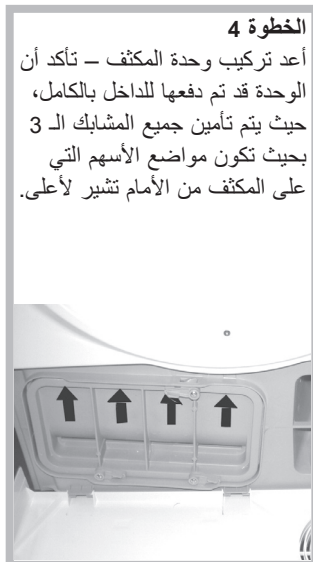 الخطوة 4
أعد تركيب وحدة المكثف – تأكد أن
الوحدة قد تم دفعها للداخل بالكامل،
حيث يتم تأمين جميع المشابك الـ 3
بحيث تكون مواضع الأسهم التي
على المكثف من الأمام تشير لأعلى.